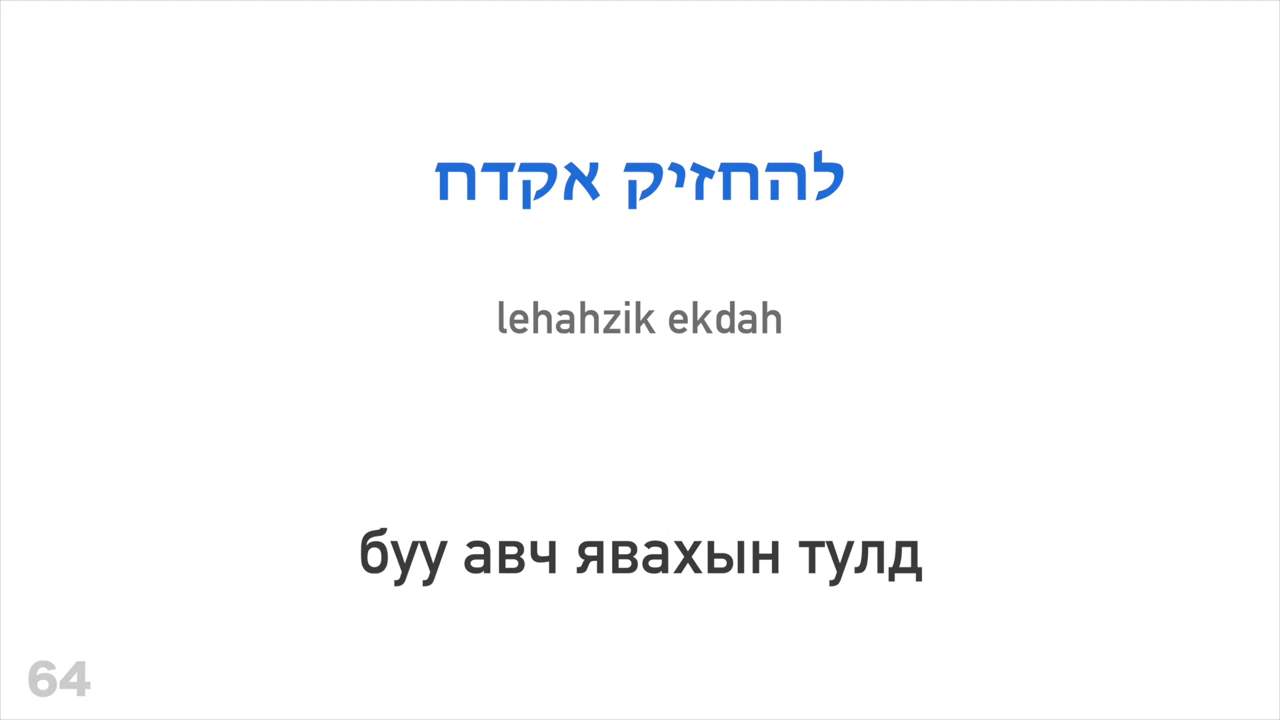 להחזיק אקדח
lehahzik ekdah
буу авч явахын тулд
64